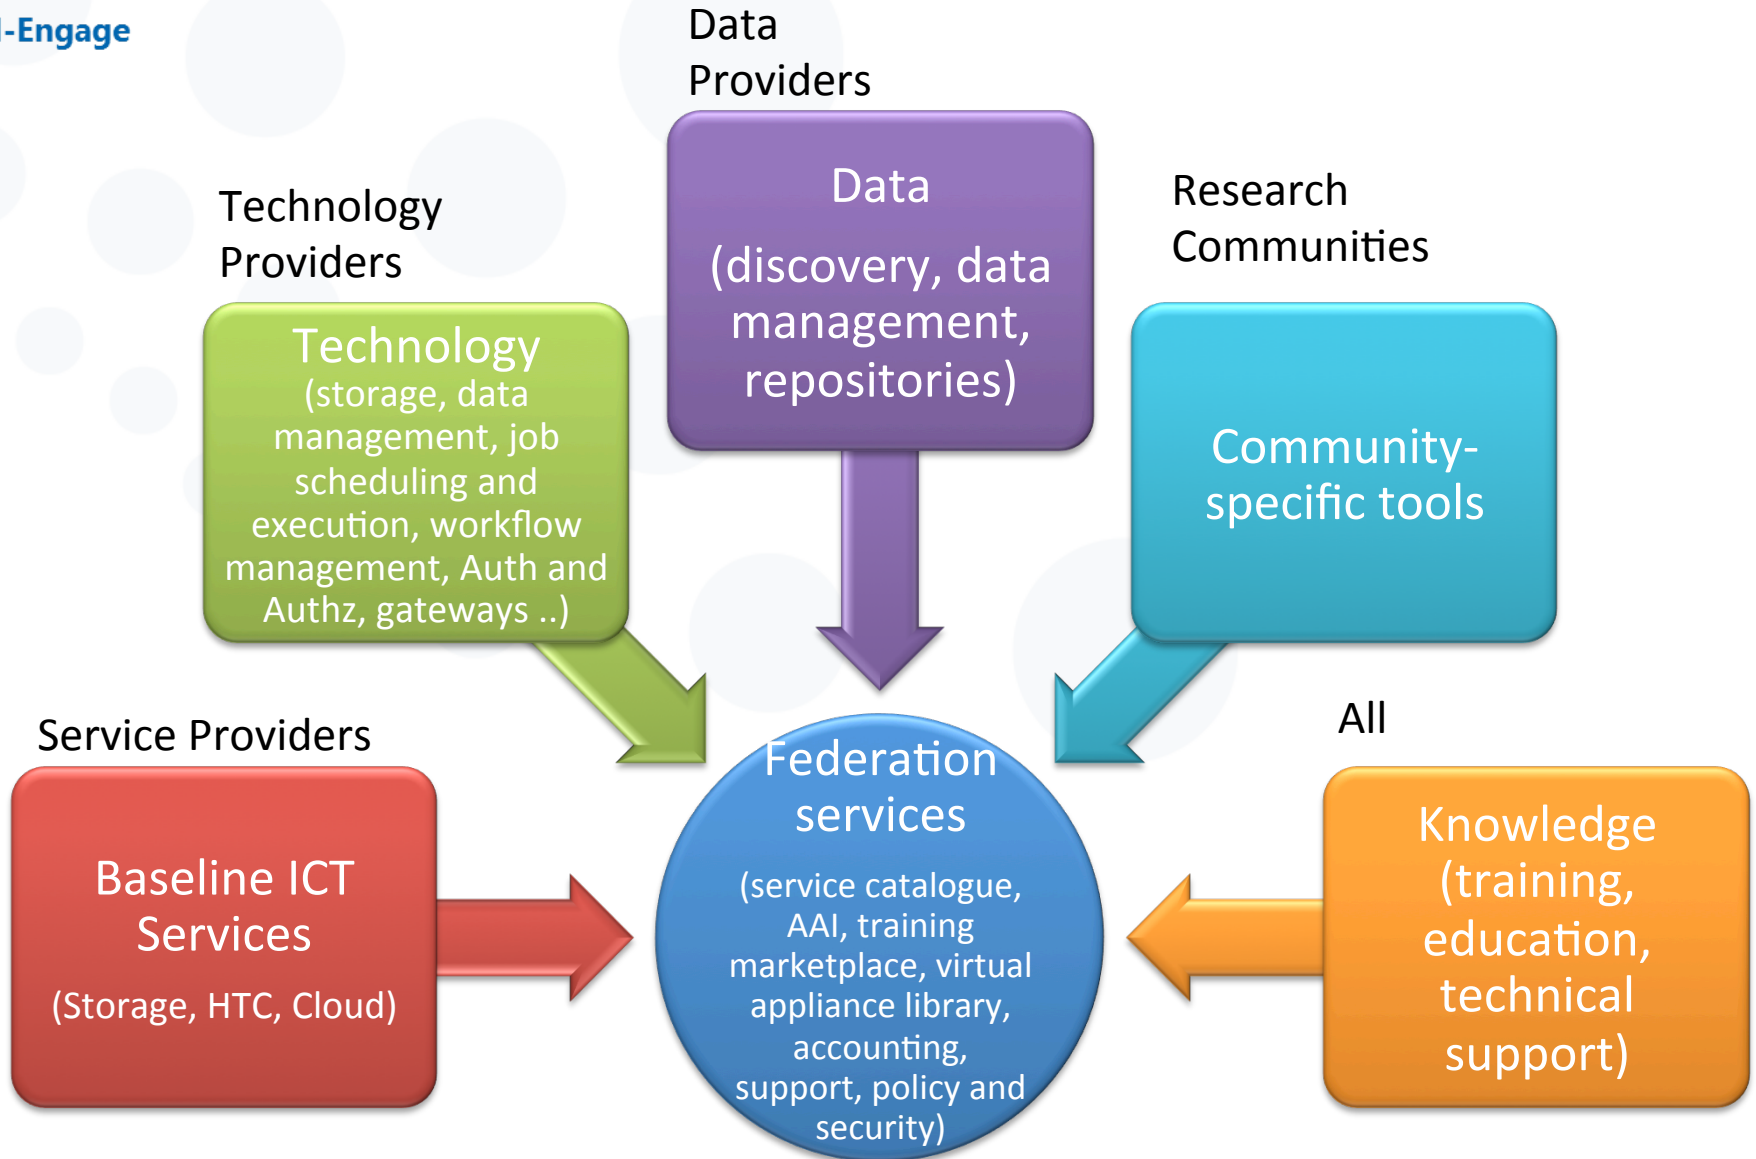 -Engage
Data
Providers
Data
(discovery, data
management,
repositories)
Technology
Providers
Technology
(storage, data
management, job
scheduling and
execution, workflow
management, Auth and
Authz, gateways ..)
Research
Communities
Community-
specific tools
Service Providers
Baseline ICT
Services
(Storage, HTC, Cloud)
Federation
services
(service catalogue,
AAI, training
marketplace, virtual
appliance library,
accounting,
support, policy and
security)
All
Knowledge
(training,
education,
technical
support)